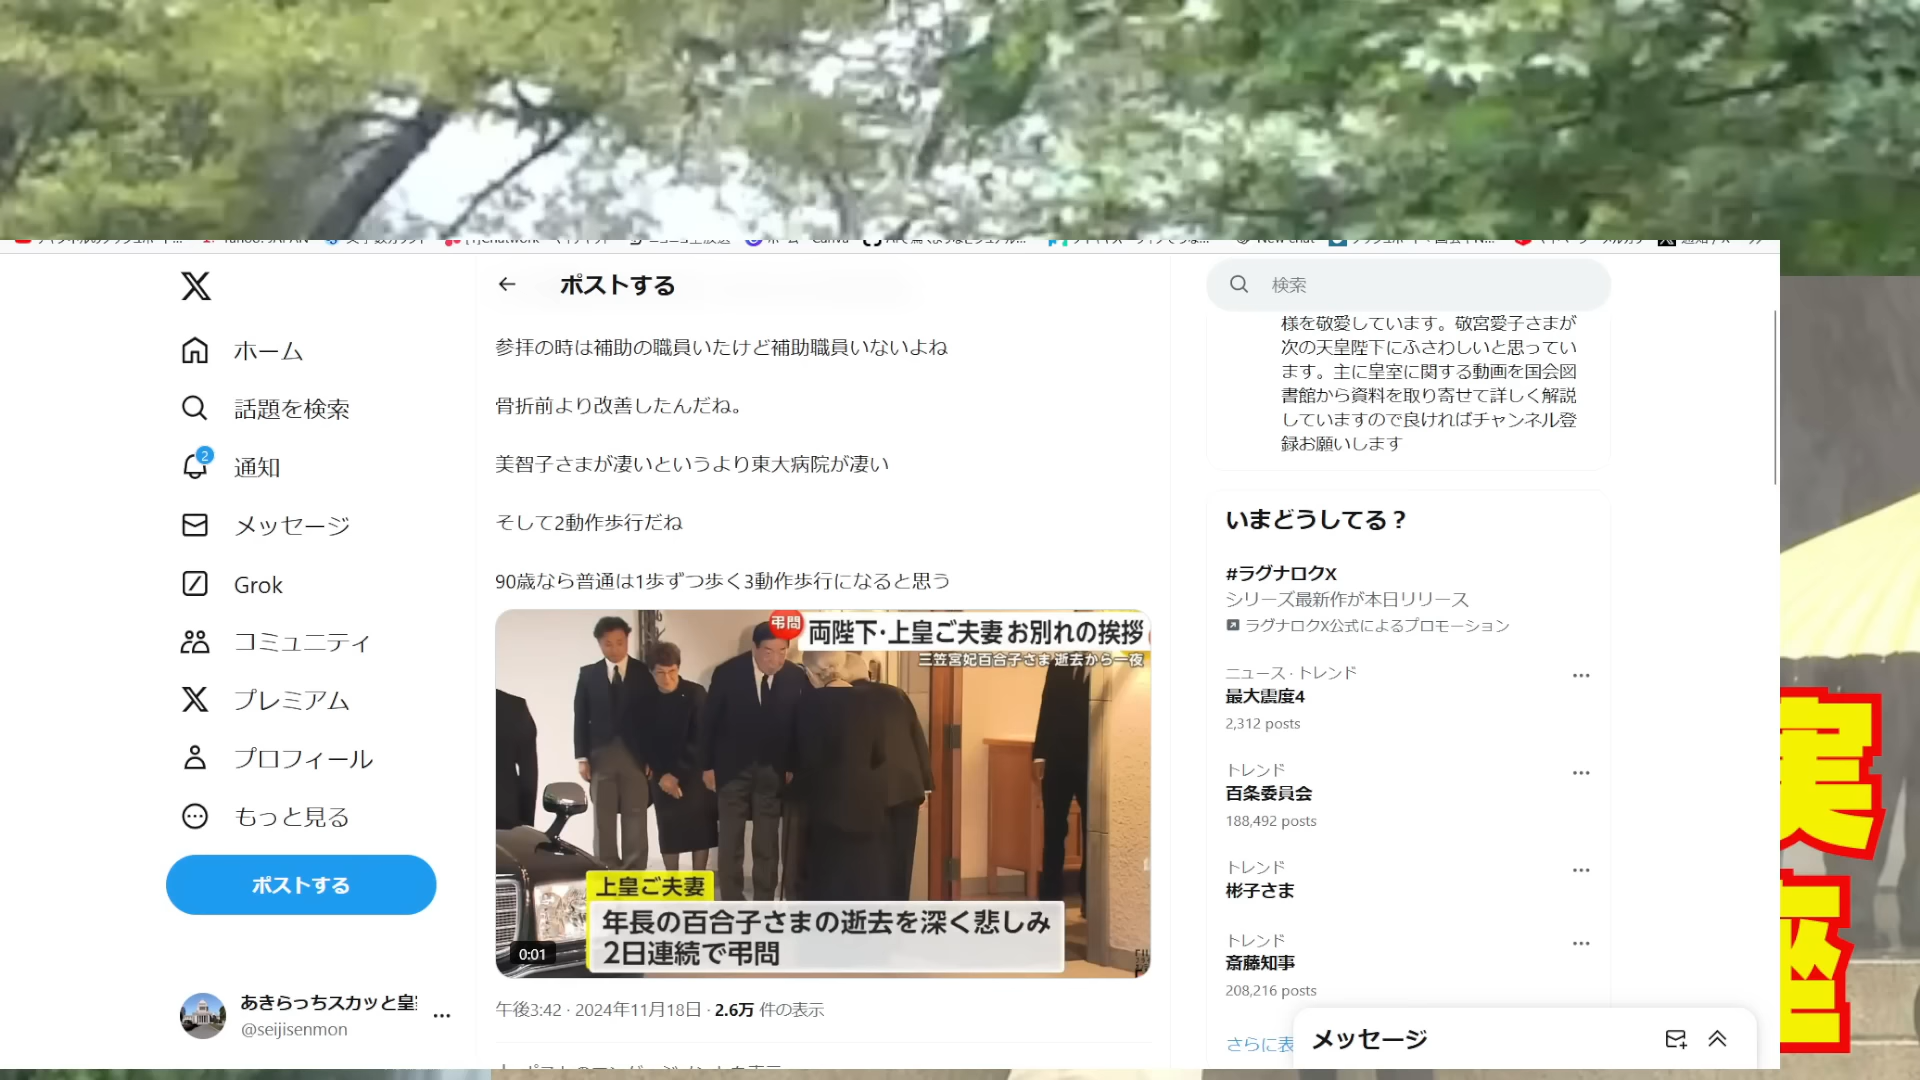 ポストする
検索
ホーム
話題を検索
2
通知
メッセージ
Grok
コミュニティ
プレミアム
プロフィール
もっと見る
ポストする
あきらっちスカッと皇
@seijisenmon
参拝の時は補助の職員いたけど補助職員いないよね
骨折前より改善したんだね。
美智子さまが凄いというより東大病院が凄い
そして2動作歩行だね
90歳なら普通は1歩ずつ歩く3動作歩行になると思う
弔問
両陛下・上皇ご夫妻 お別れの挨拶
三笠宮妃百合子さま 逝去から一夜
上皇ご夫妻
年長の百合子さまの逝去を深く悲しみ
2日連続で弔問
0:01
午後3:42 · 2024年11月18日 · 2.6万 件の表示
様を敬愛しています。敬宮愛子さまが
次の天皇陛下にふさわしいと思ってい
ます。主に皇室に関する動画を国会図
書館から資料を取り寄せて詳しく解説
していますので良ければチャンネル登
録お願いします
いまどうしてる？
#ラグナロクX
シリーズ最新作が本日リリース
ラグナロクX公式によるプロモーション
ニュース · トレンド
最大震度4
2,312 posts
トレンド
百条委員会
188,492 posts
トレンド
彬子さま
トレンド
斎藤知事
208,216 posts
さらに表
メッセージ
実